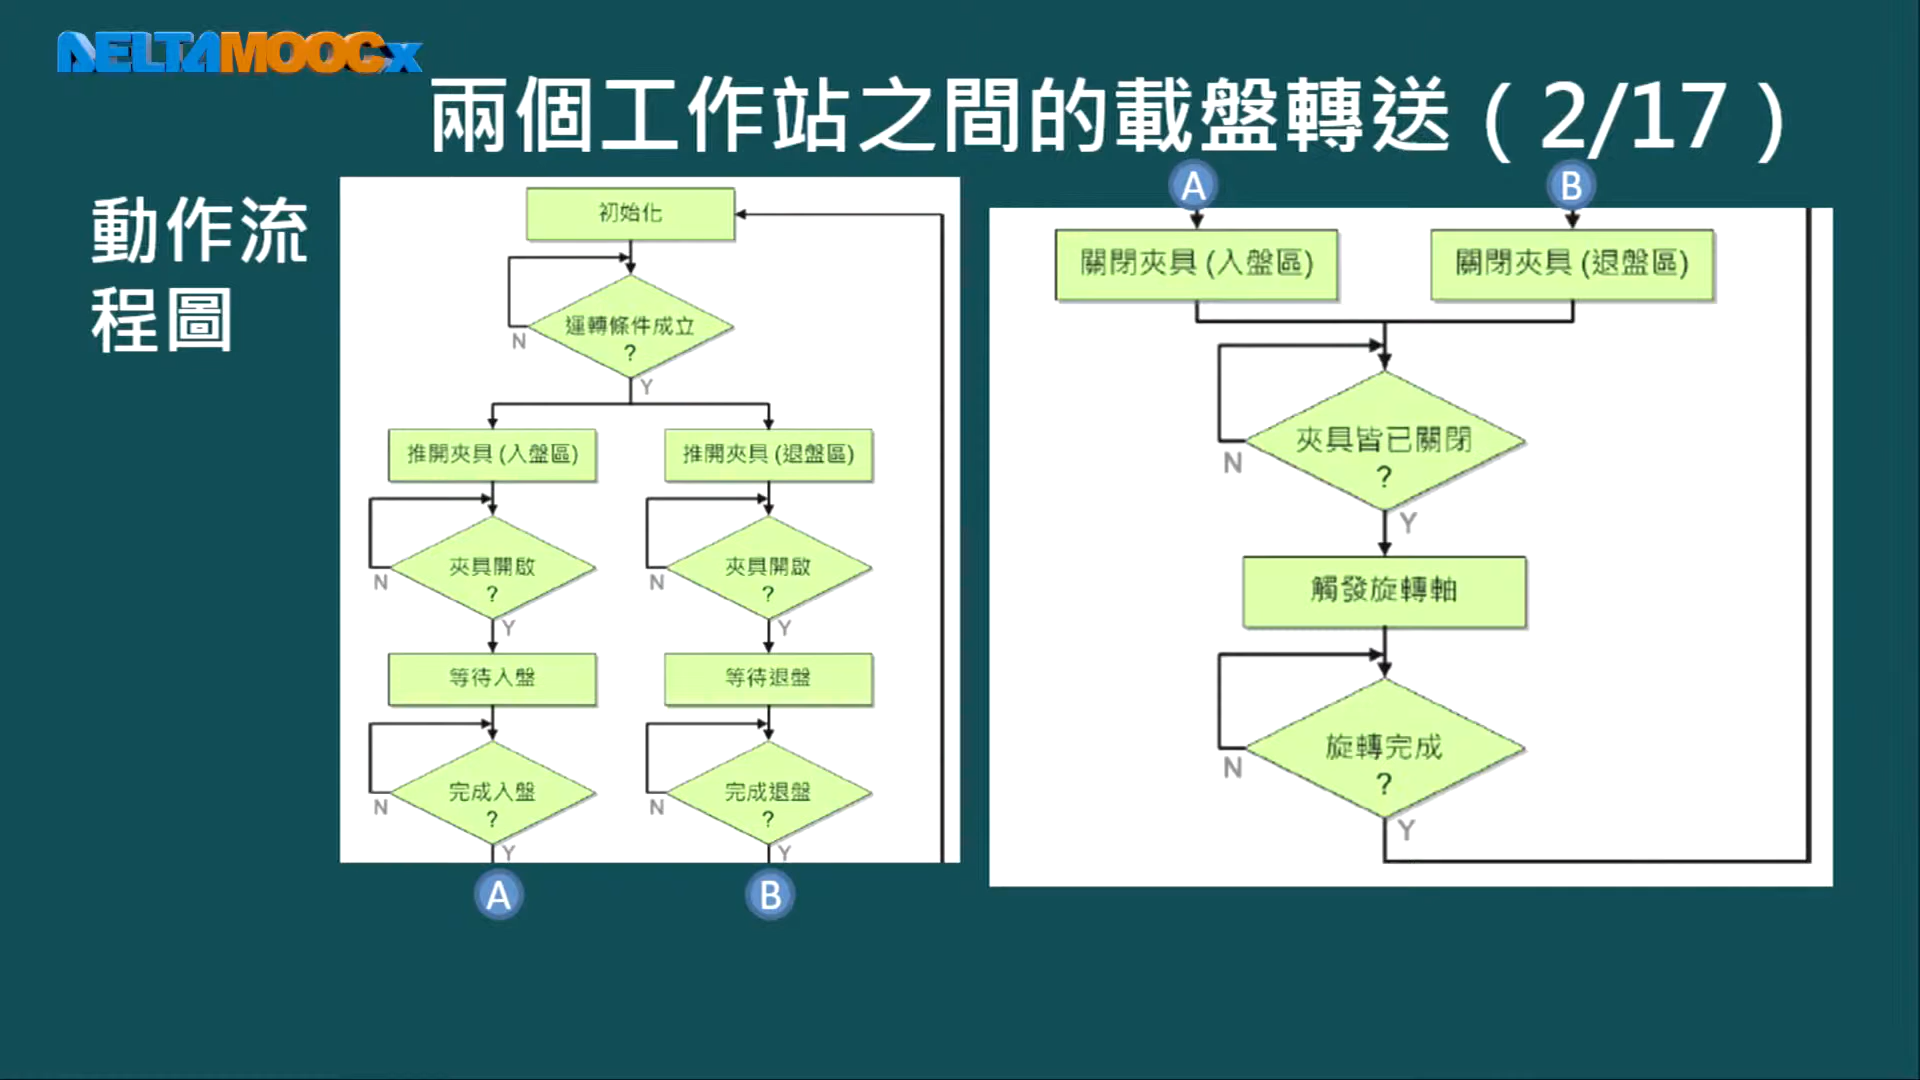 DELTAMOOCx
兩個工作站之間的載盤轉送（2/17）
動作流
程圖
初始化
運轉條件成立
?
N
Y
推開夾具 (入盤區)
推開夾具 (退盤區)
夾具開啟
?
N
Y
夾具開啟
?
N
Y
等待入盤
等待退盤
完成入盤
?
N
Y
完成退盤
?
N
Y
A
B
A
B
關閉夾具 (入盤區)
關閉夾具 (退盤區)
夾具皆已關閉
?
N
Y
觸發旋轉軸
旋轉完成
?
N
Y